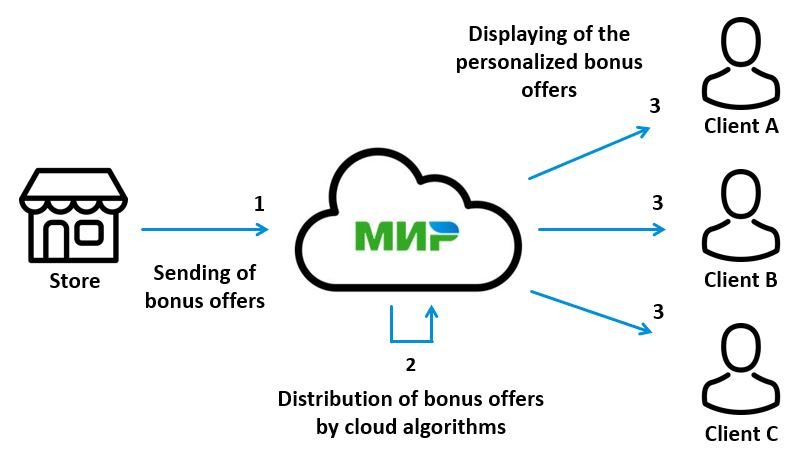 Displaying of the
personalized bonus
offers
3
Client A
1
МИР
3
Store
Sending of
bonus offers
Client B
3
2
Distribution of bonus offers
by cloud algorithms
Client C